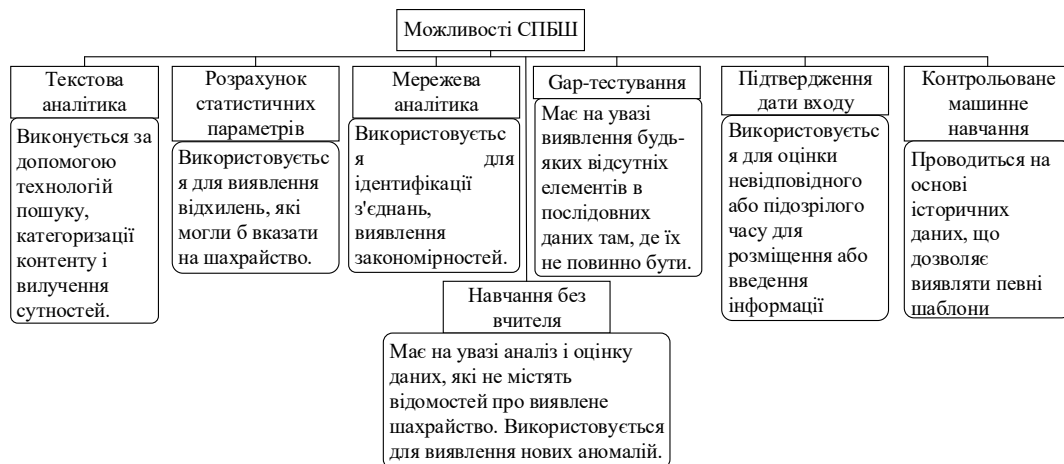 Можливості СПБШ
Текстова
аналітика
Виконується за
допомогою
технологій
пошуку,
категоризації
контенту і
вилучення
сутностей.
Розрахунок
статистичних
параметрів
Використовуєтьс
я для виявлення
відхилень, які
могли б вказати
на шахрайство.
Мережева
аналітика
Використовуєтьс
я для
ідентифікації
з'єднань,
виявлення
закономірностей.
Gap-тестування
Має на увазі
виявлення будь-
яких відсутніх
елементів в
послідовних
даних там, де їх
не повинно бути.
Підтвердження
дати входу
Використовуєтьс
я для оцінки
невідповідного
або підозрілого
часу для
розміщення або
введення
інформації
Контрольоване
машинне
навчання
Проводиться на
основі
історичних
даних, що
дозволяє
виявляти певні
шаблони
Навчання без
вчителя
Має на увазі аналіз і оцінку
даних, які не містять
відомостей про виявлене
шахрайство. Використовується
для виявлення нових аномалій.